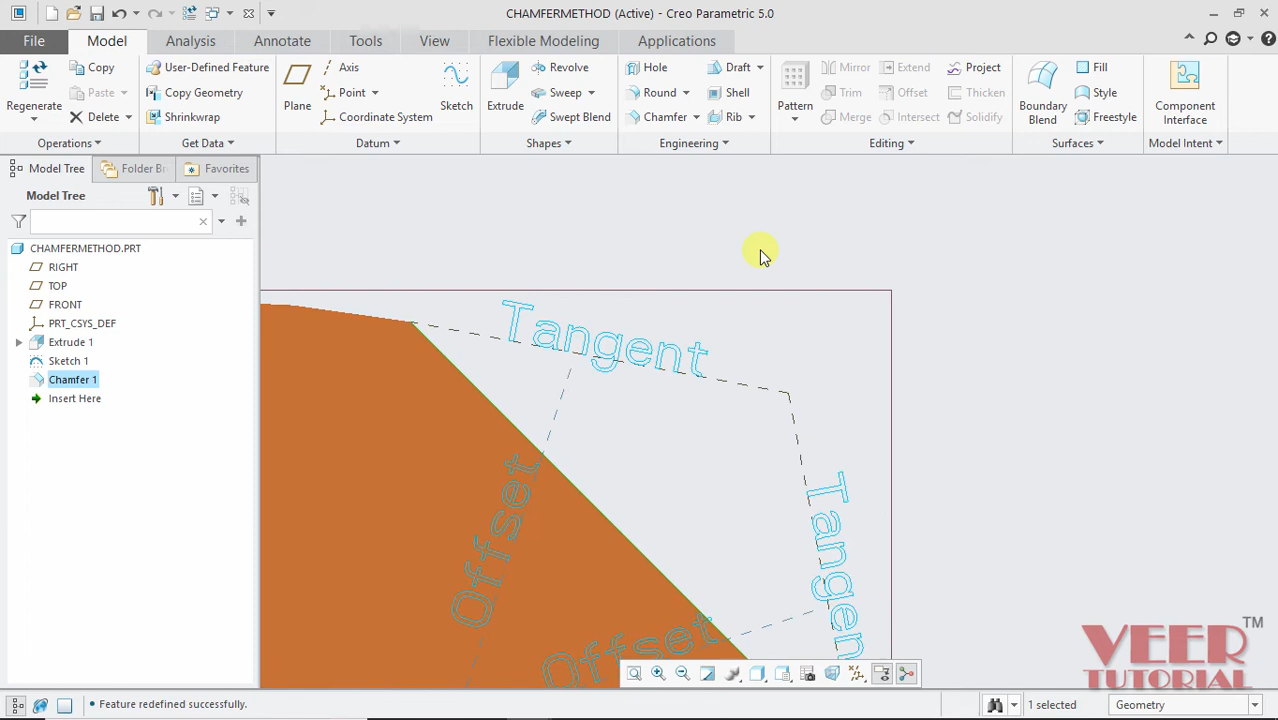 CHAMFERMETHOD (Active) - Creo Parametric 5.0
File
Model
Analysis
Annotate
Tools
View
Flexible Modeling
Applications
Regenerate
Copy
Paste
Delete
User-Defined Feature
Copy Geometry
Shrinkwrap
Plane
Axis
Point
Coordinate System
Sketch
Extrude
Revolve
Sweep
Swept Blend
Hole
Round
Chamfer
Draft
Shell
Rib
Pattern
Mirror
Trim
Merge
Extend
Offset
Intersect
Project
Thicken
Solidify
Boundary Blend
Fill
Style
Freestyle
Component Interface
Operations
Get Data
Datum
Shapes
Engineering
Editing
Surfaces
Model Intent
Model Tree
Folder Br
Favorites
Model Tree
CHAMFERMETHOD.PRT
RIGHT
TOP
FRONT
PRT_CSYS_DEF
Extrude 1
Sketch 1
Chamfer 1
Insert Here
Tangent
Offset
Tangen
Offset
VEER TM
TUTORIAL
• Feature redefined successfully.
1 selected
Geometry